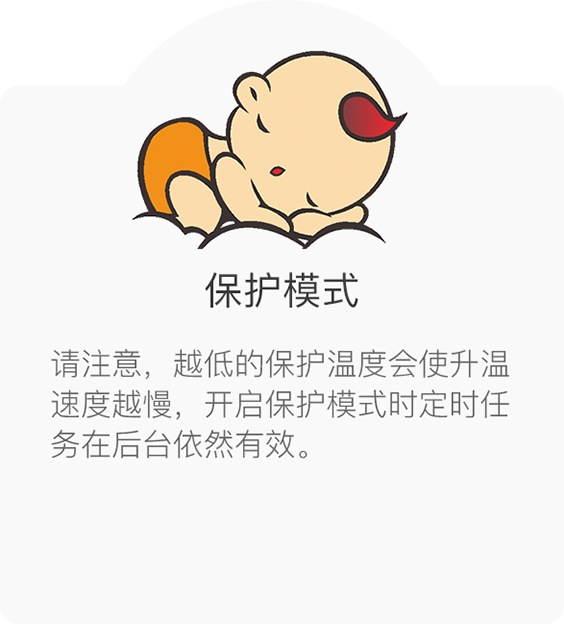 保护模式
请注意，越低的保护温度会使升温
速度越慢，开启保护模式时定时任
务在后台依然有效。